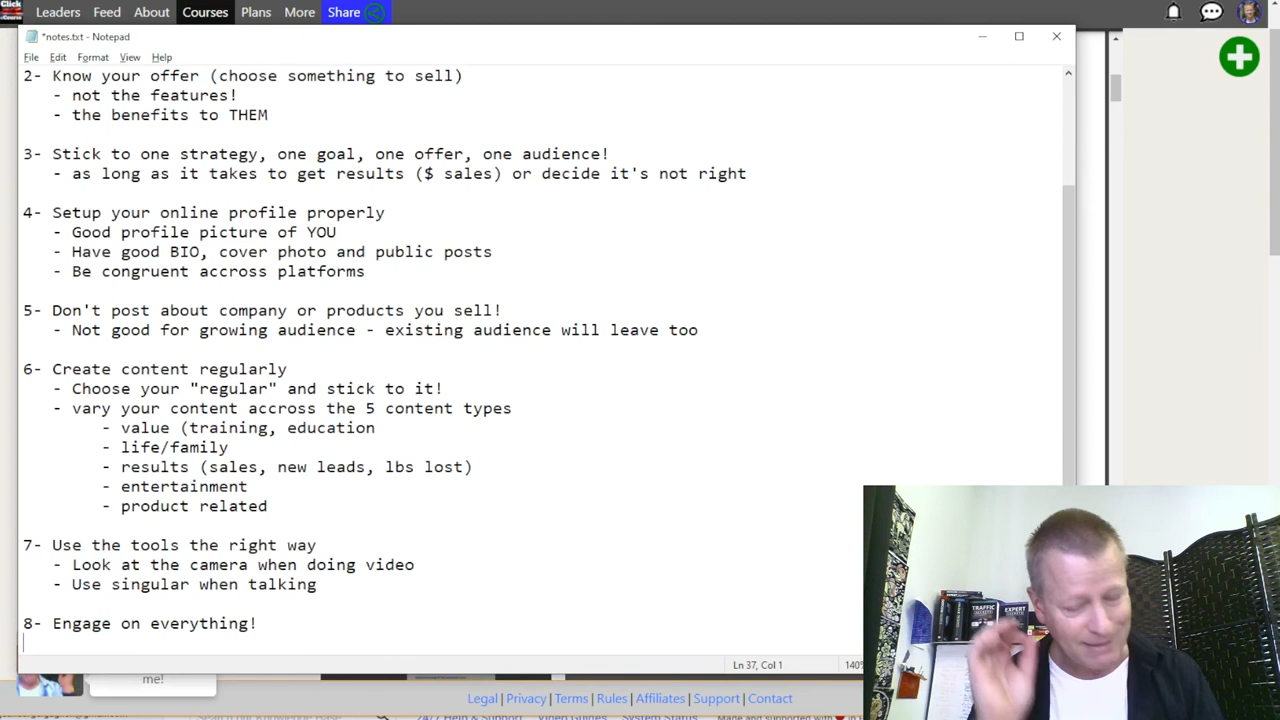 Click
eCourse
Leaders Feed About Courses Plans More Share
*notes.txt - Notepad
File Edit Format View Help
2- Know your offer (choose something to sell)
- not the features!
- the benefits to THEM
3- Stick to one strategy, one goal, one offer, one audience!
- as long as it takes to get results ($ sales) or decide it's not right
4- Setup your online profile properly
- Good profile picture of YOU
- Have good BIO, cover photo and public posts
- Be congruent accross platforms
5- Don't post about company or products you sell!
- Not good for growing audience - existing audience will leave too
6- Create content regularly
- Choose your "regular" and stick to it!
- vary your content accross the 5 content types
- value (training, education
- life/family
- results (sales, new leads, lbs lost)
- entertainment
- product related
7- Use the tools the right way
- Look at the camera when doing video
- Use singular when talking
8- Engage on everything!
TRAFFIC
SECRETS
EXPERT
SECRETS
Ln 37, Col 1 140%
me!
Legal | Privacy | Terms | Rules | Affiliates | Support | Contact